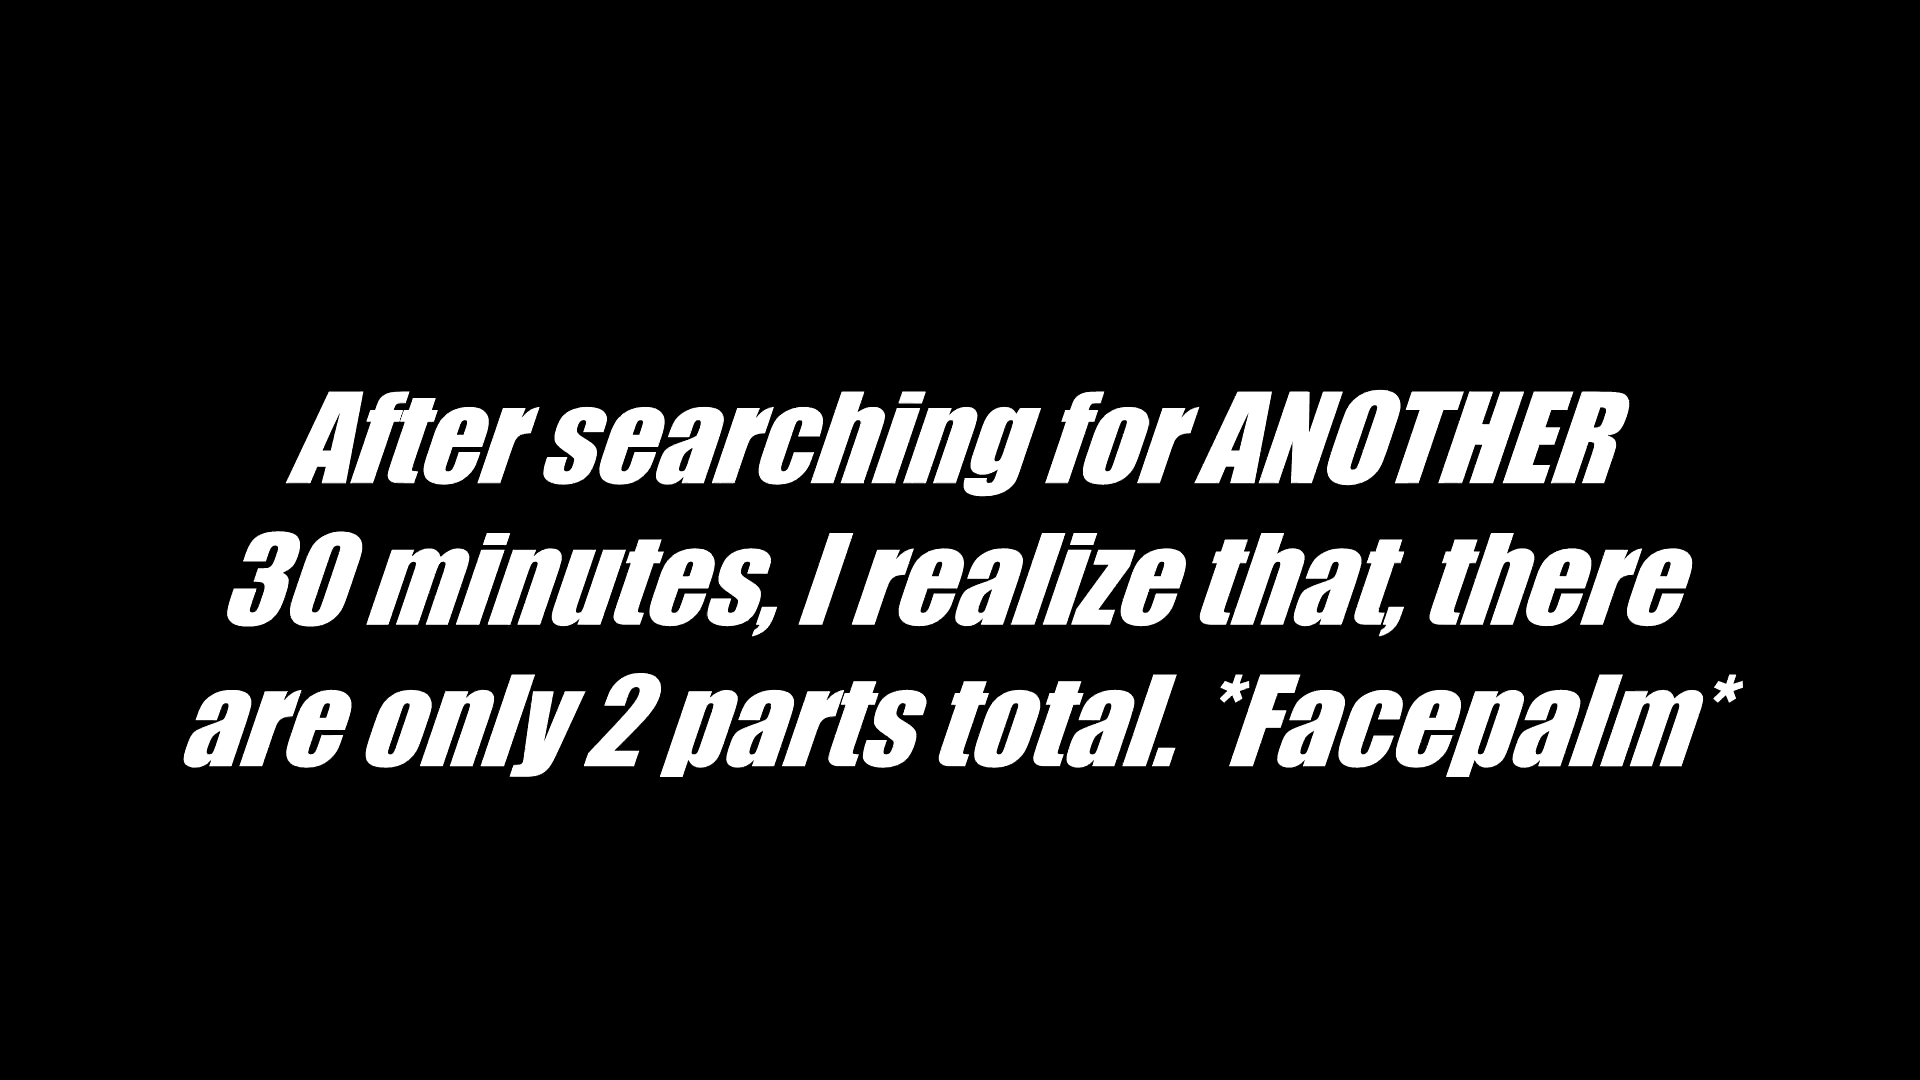 After searching for ANOTHER
30 minutes, I realize that, there
are only 2 parts total. *Facepalm*